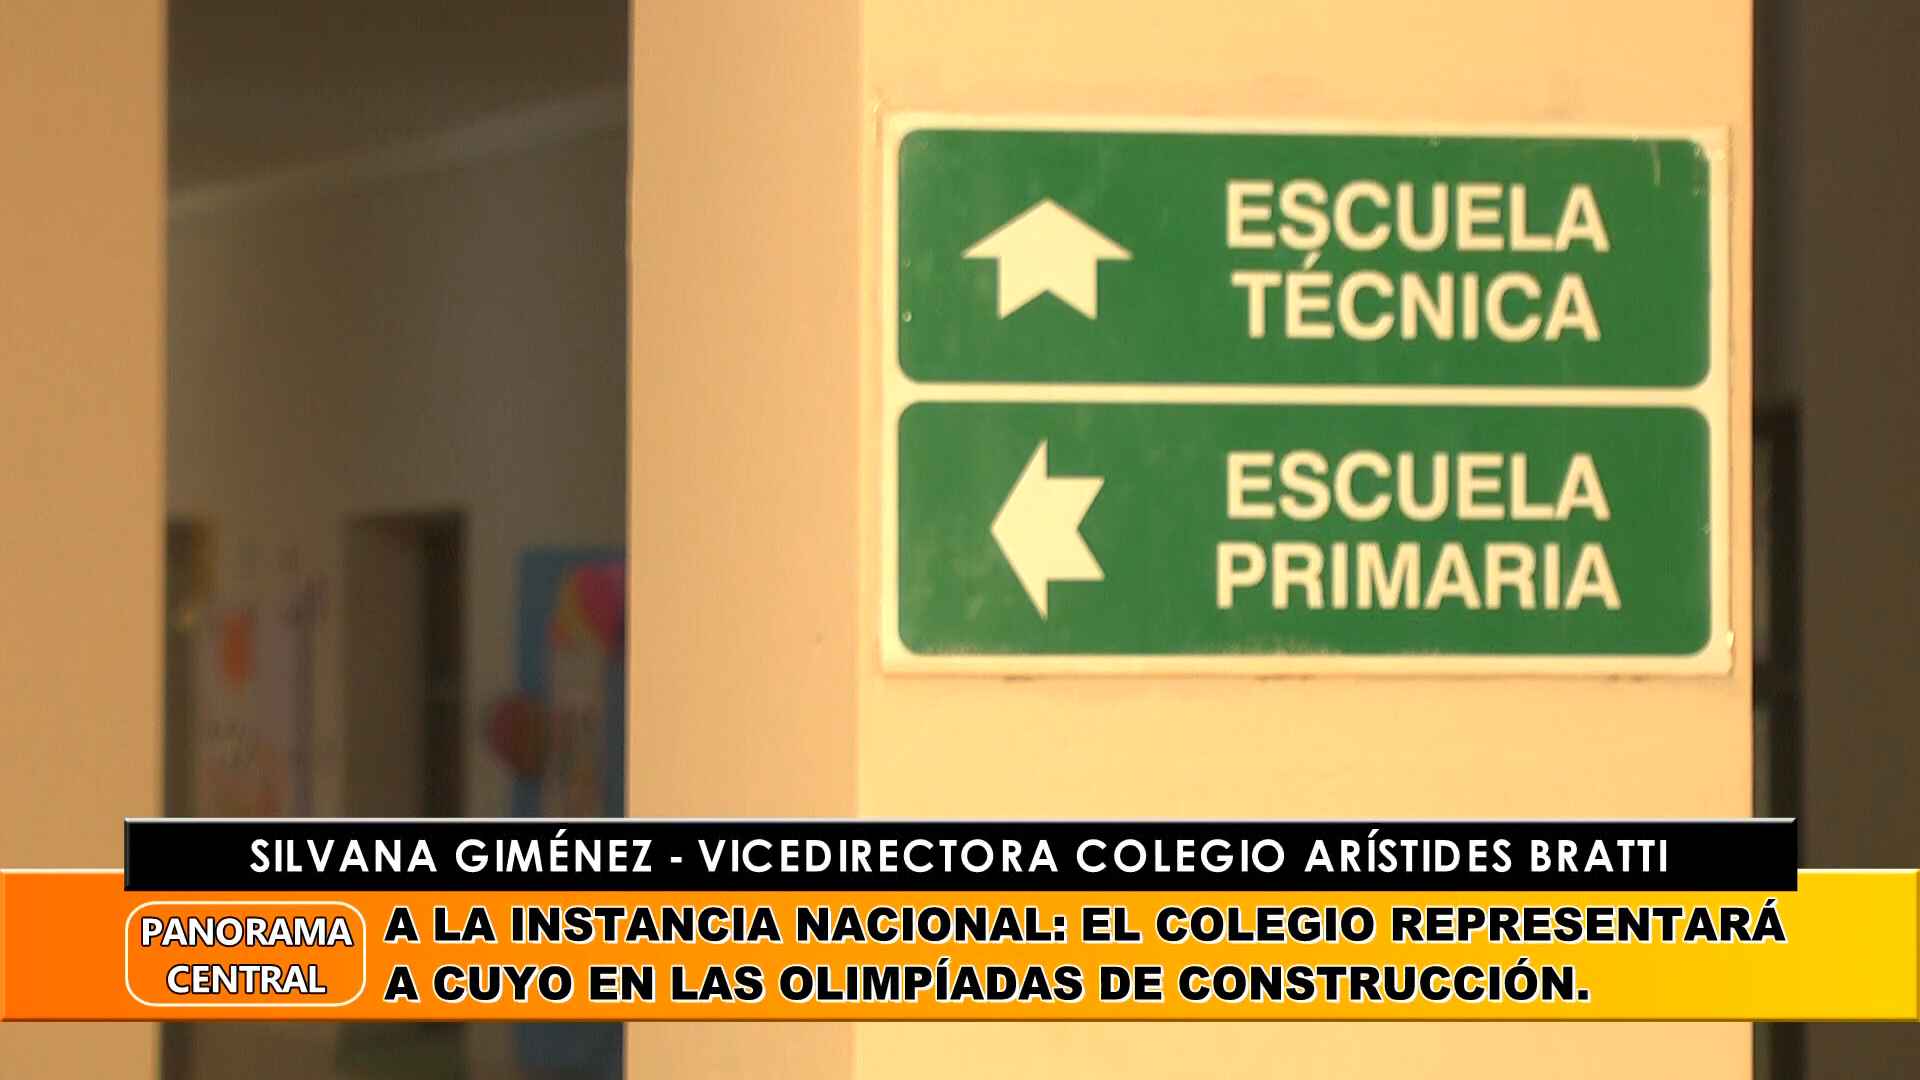 ESCUELA
TÉCNICA
ESCUELA
PRIMARIA
SILVANA GIMÉNEZ - VICEDIRECTORA COLEGIO ARÍSTIDES BRATTI
PANORAMA
CENTRAL
A LA INSTANCIA NACIONAL: EL COLEGIO REPRESENTARÁ
A CUYO EN LAS OLIMPÍADAS DE CONSTRUCCIÓN.